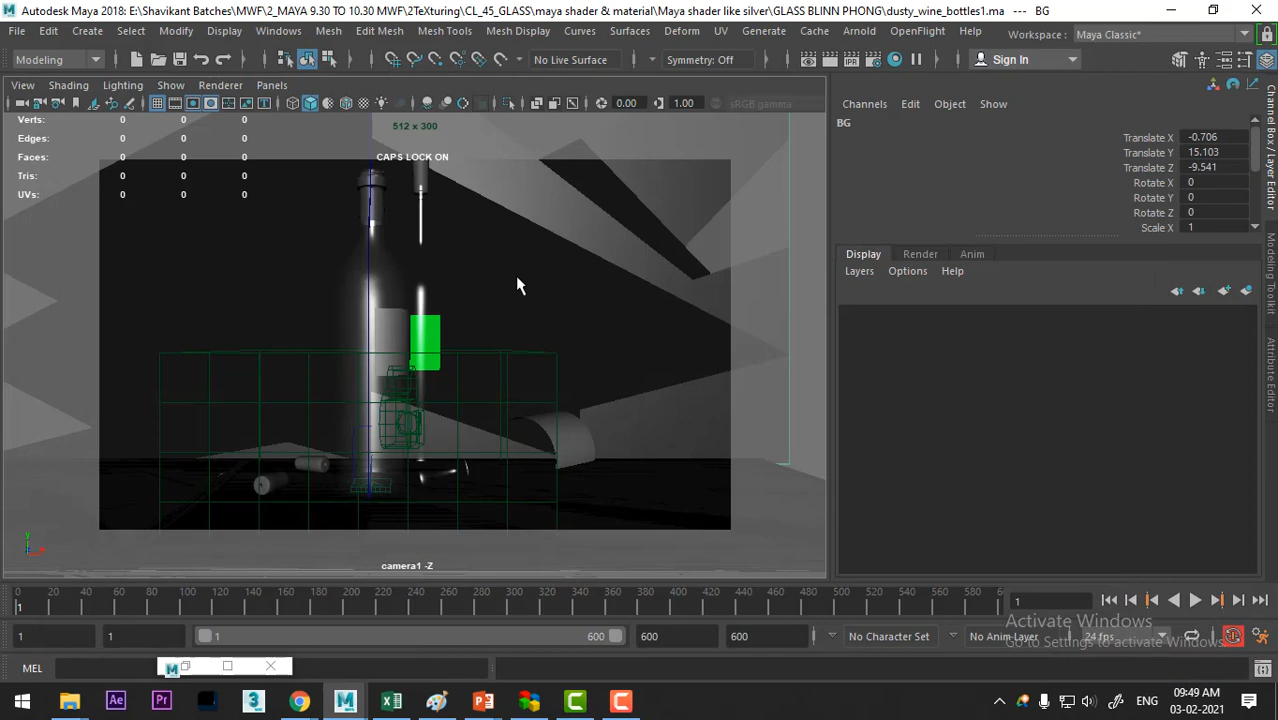 Autodesk Maya 2018: E:\Shavikant Batches\MWF\2_MAYA 9.30 TO 10.30 MWF\2TeXturing\CL_45_GLASS\maya shader & material\Maya shader like silver\GLASS BLINN PHONG\dusty_wine_bottles1.ma --- BG
File Edit Create Select Modify Display Windows Mesh Edit Mesh Mesh Tools Mesh Display Curves Surfaces Deform UV Generate Cache Arnold OpenFlight Help Workspace : Maya Classic*
Modeling No Live Surface Symmetry: Off Sign In
View Shading Lighting Show Renderer Panels
0.00 1.00 sRGB gamma
Channels Edit Object Show
BG
Verts: 0 0 0
Edges: 0 0 0
Faces: 0 0 0
Tris: 0 0 0
UVs: 0 0 0
512 x 300
CAPS LOCK ON
Translate X -0.706
Translate Y 15.103
Translate Z -9.541
Rotate X 0
Rotate Y 0
Rotate Z 0
Scale X 1
Display Render Anim
Layers Options Help
Channel Box / Layer Editor
Modeling Toolkit
Attribute Editor
y
camera1 -Z
0 20 40 60 80 100 120 140 160 180 200 220 240 260 280 300 320 340 360 380 400 420 440 460 480 500 520 540 560 580
1 1
1 1 1 600 600 600 No Character Set No Anim Layer 24 fps
Activate Windows
Go to Settings to activate Windows.
MEL
ENG
09:49 AM
03-02-2021